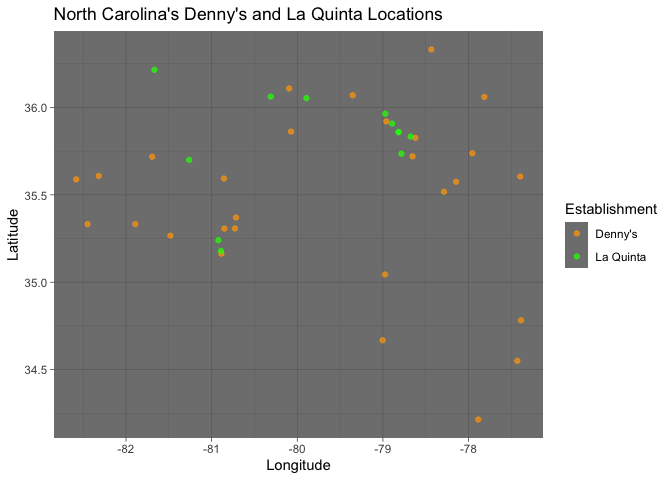 North Carolina's Denny's and La Quinta Locations
36.0
35.5
35.0
34.5
Latitude
-82
-81
-80
-79
-78
Longitude
Establishment
Denny's
La Quinta